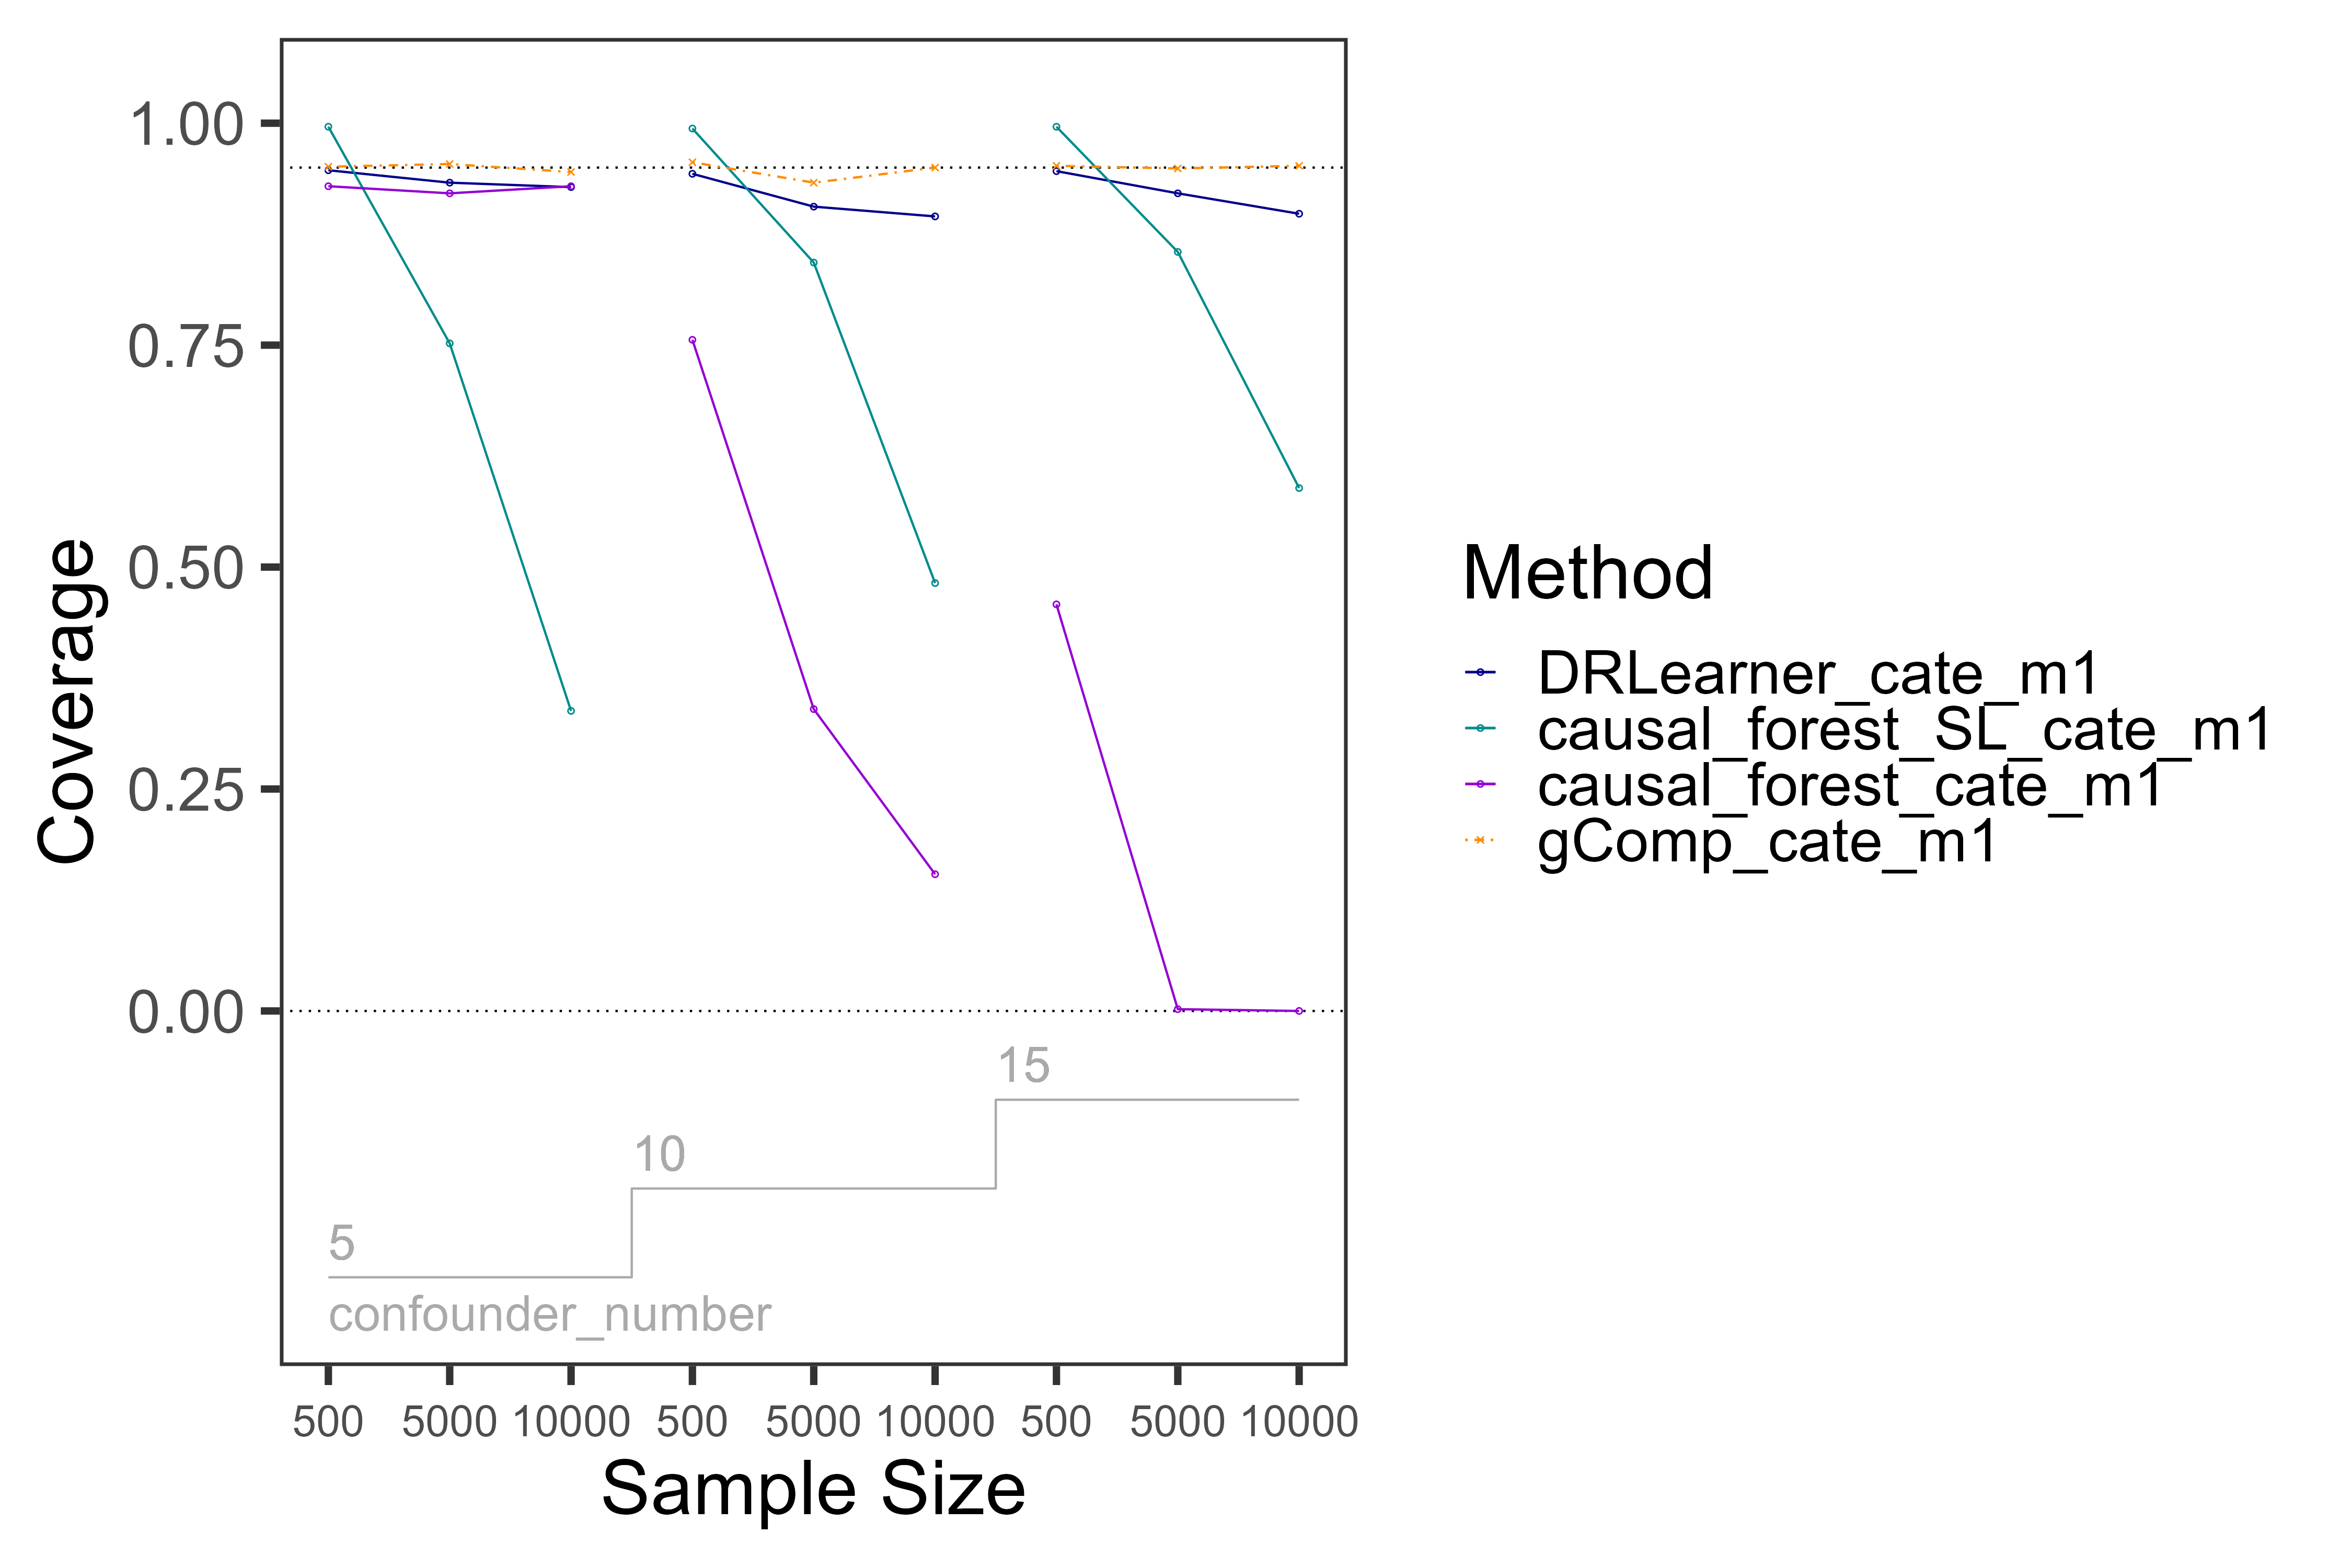 1.00
0.75
0.50
0.25
0.00
Coverage
15
10
5
confounder_number
500 5000 10000 500 5000 10000 500 5000 10000
Sample Size
Method
DRLearner_cate_m1
causal_forest_SL_cate_m1
causal_forest_cate_m1
gComp_cate_m1